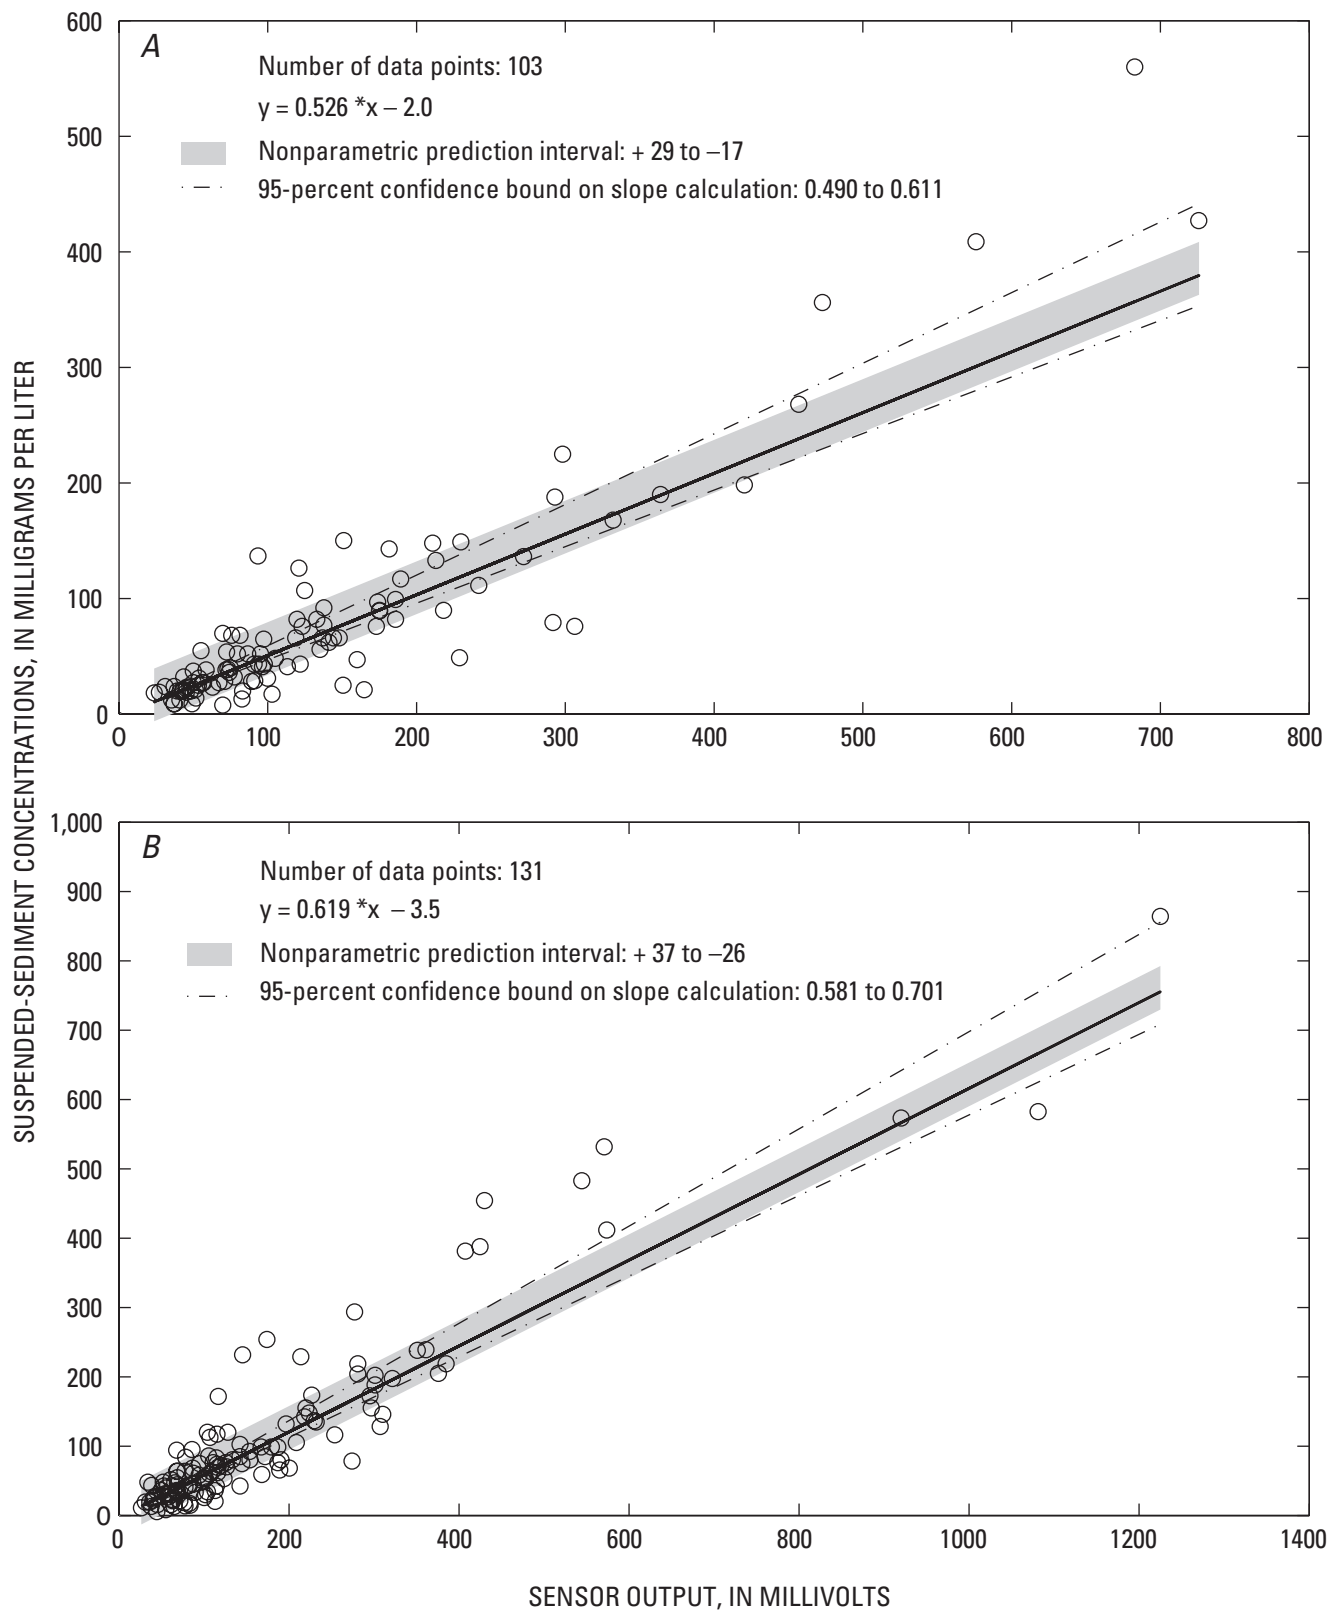 SUSPENDED-SEDIMENT CONCENTRATIONS, IN MILLIGRAMS PER LITER
A
Number of data points: 103
y = 0.526 *x – 2.0
Nonparametric prediction interval: + 29 to –17
95-percent confidence bound on slope calculation: 0.490 to 0.611
600
500
400
300
200
100
0
O 100 200 300 400 500 600 700 800
B
Number of data points: 131
y = 0.619 *x – 3.5
Nonparametric prediction interval: + 37 to –26
95-percent confidence bound on slope calculation: 0.581 to 0.701
1,000
900
800
700
600
500
400
300
200
100
0
0 200 400 600 800 1000 1200 1400
SENSOR OUTPUT, IN MILLIVOLTS